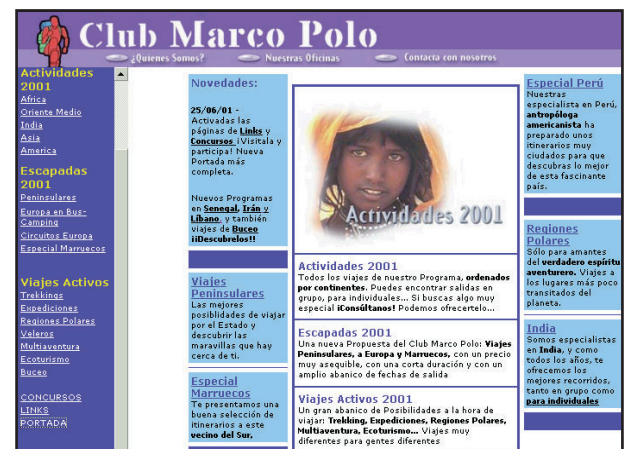 Club Marco Polo
¿Quienes Somos?
Nuestras Oficinas
Contacta con nosotros
Actividades
2001
Africa
Oriente Medio
India
Asia
America
Escapadas
2001
Peninsulares
Europa en Bus-
Camping
Circuitos Europa
Especial Marruecos
Viajes Activos
Trekkings
Expediciones
Regiones Polares
Veleros
Multiaventura
Ecoturismo
Buceo
CONCURSOS
LINKS
PORTADA
Novedades:
25/06/01 -
Activadas las
páginas de Links y
Concursos ¡Visitala y
participa! Nueva
Portada más
completa.
Nuevos Programas
en Senegal, Irán y
Líbano, y también
viajes de Buceo
¡¡Descubrelos!!
Viajes
Peninsulares
Las mejores
posiblidades de viajar
por el Estado y
descubrir las
maravillas que hay
cerca de ti.
Especial
Marruecos
Te presentamos una
buena selección de
itinerarios a este
vecino del Sur,
Actividades 2001
Actividades 2001
Todos los viajes de nuestro Programa, ordenados
por continentes. Puedes encontrar salidas en
grupo, para individuales... Si buscas algo muy
especial ¡Consúltanos! Podemos ofrecertelo...
Escapadas 2001
Una nueva Propuesta del Club Marco Polo: Viajes
Peninsulares, a Europa y Marruecos, con un precio
muy asequible, con una corta duración y con un
amplio abanico de fechas de salida
Viajes Activos 2001
Un gran abanico de Posibilidades a la hora de
viajar: Trekking, Expediciones, Regiones Polares,
Multiaventura, Ecoturismo... Viajes muy
diferentes para gentes diferentes
Especial Perú
Nuestras
especialista en Perú,
antropóloga
americanista ha
preparado unos
itinerarios muy
ciudados para que
descubras lo mejor
de esta fascinante
país.
Regiones
Polares
Sólo para amantes
del verdadero espíritu
aventurero. Viajes a
los lugares más poco
transitados del
planeta.
India
Somos especialistas
en India, y como
todos los años, te
ofrecemos los
mejores recorridos,
tanto en grupo como
para individuales